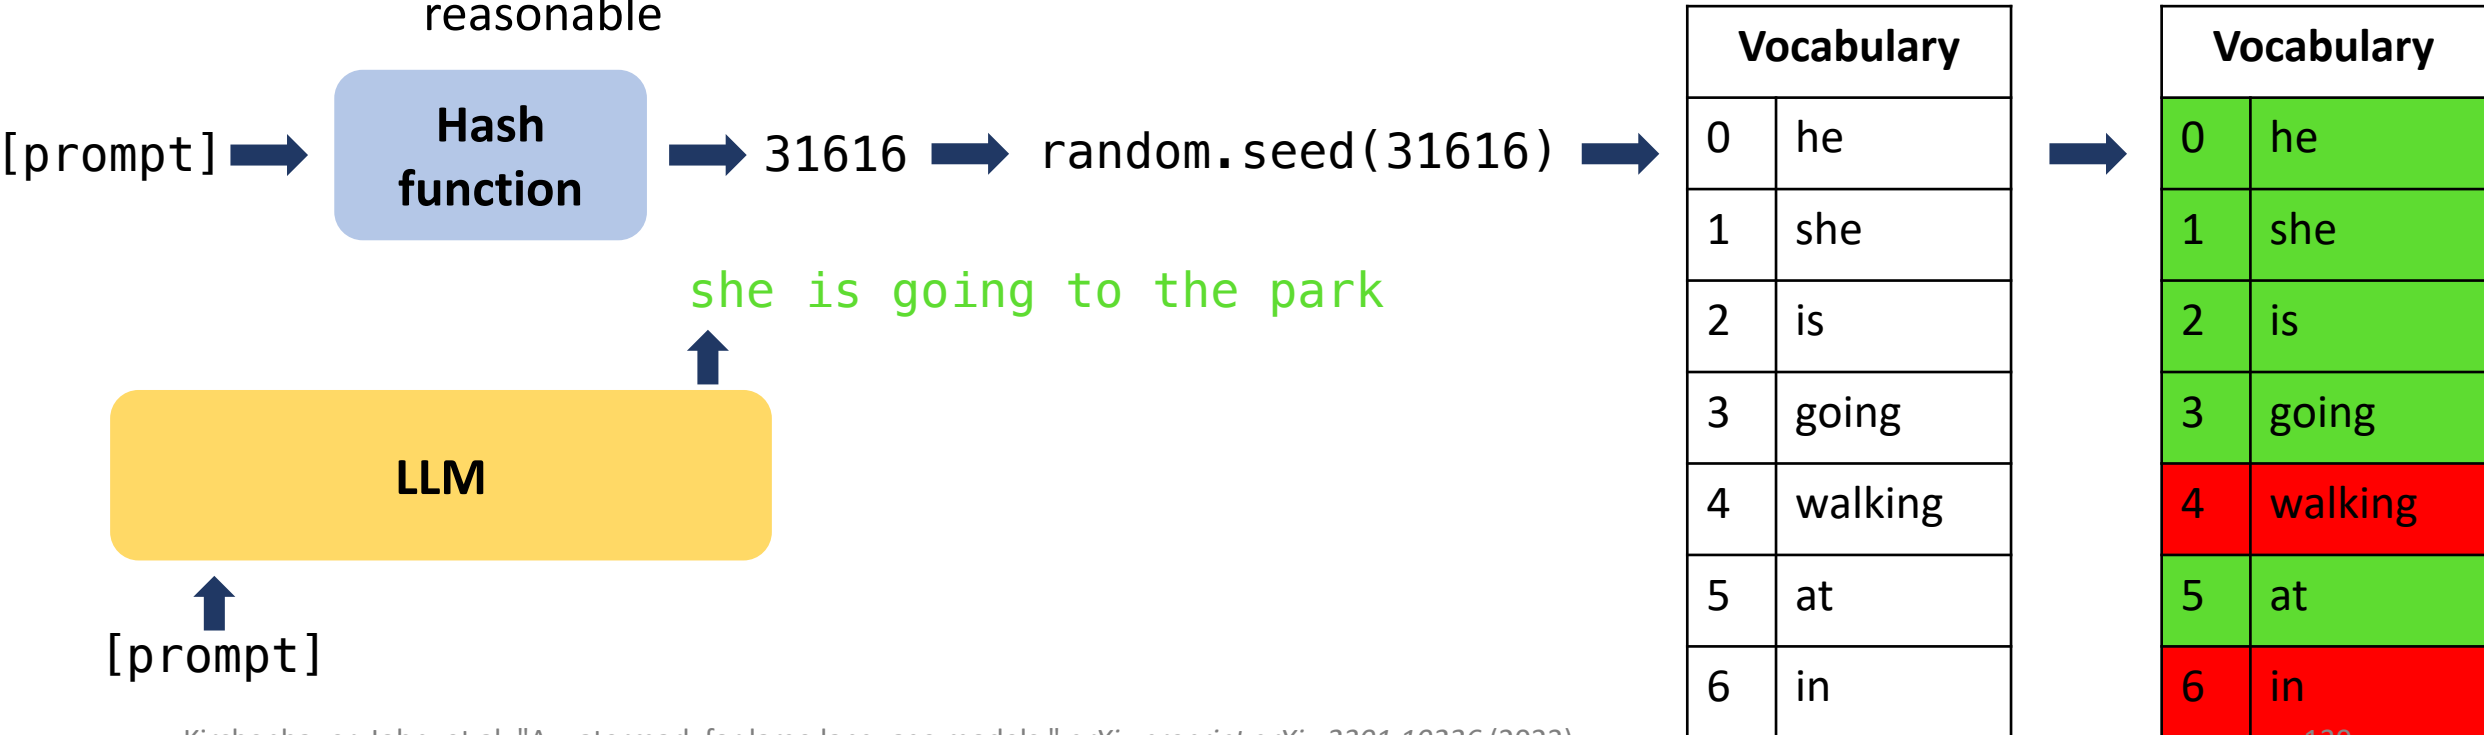 reasonable
[prompt]
Hash
function
31616
random.seed(31616)
she is going to the park
LLM
[prompt]
Vocabulary
0 he
1 she
2 is
3 going
4 walking
5 at
6 in
Vocabulary
0 he
1 she
2 is
3 going
4 walking
5 at
6 in